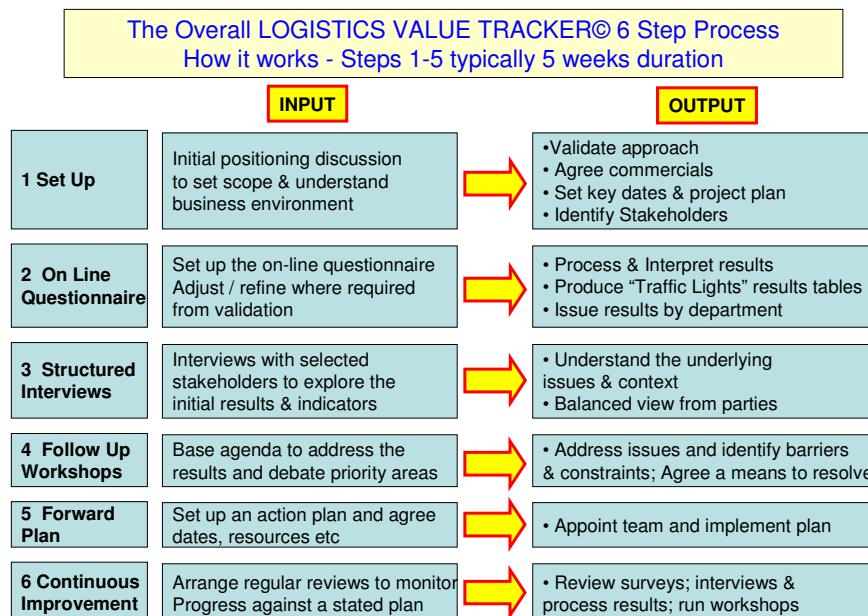 The Overall LOGISTICS VALUE TRACKER© 6 Step Process
How it works - Steps 1-5 typically 5 weeks duration
INPUT
OUTPUT
1 Set Up
Initial positioning discussion
to set scope & understand
business environment
•Validate approach
• Agree commercials
• Set key dates & project plan
• Identify Stakeholders
2 On Line
Questionnaire
Set up the on-line questionnaire
Adjust / refine where required
from validation
• Process & Interpret results
• Produce “Traffic Lights” results tables
• Issue results by department
3 Structured
Interviews
Interviews with selected
stakeholders to explore the
initial results & indicators
• Understand the underlying
issues & context
• Balanced view from parties
4 Follow Up
Workshops
Base agenda to address the
results and debate priority areas
• Address issues and identify barriers
& constraints; Agree a means to resolve
5 Forward
Plan
Set up an action plan and agree
dates, resources etc
• Appoint team and implement plan
6 Continuous
Improvement
Arrange regular reviews to monitor
Progress against a stated plan
• Review surveys; interviews &
process results; run workshops